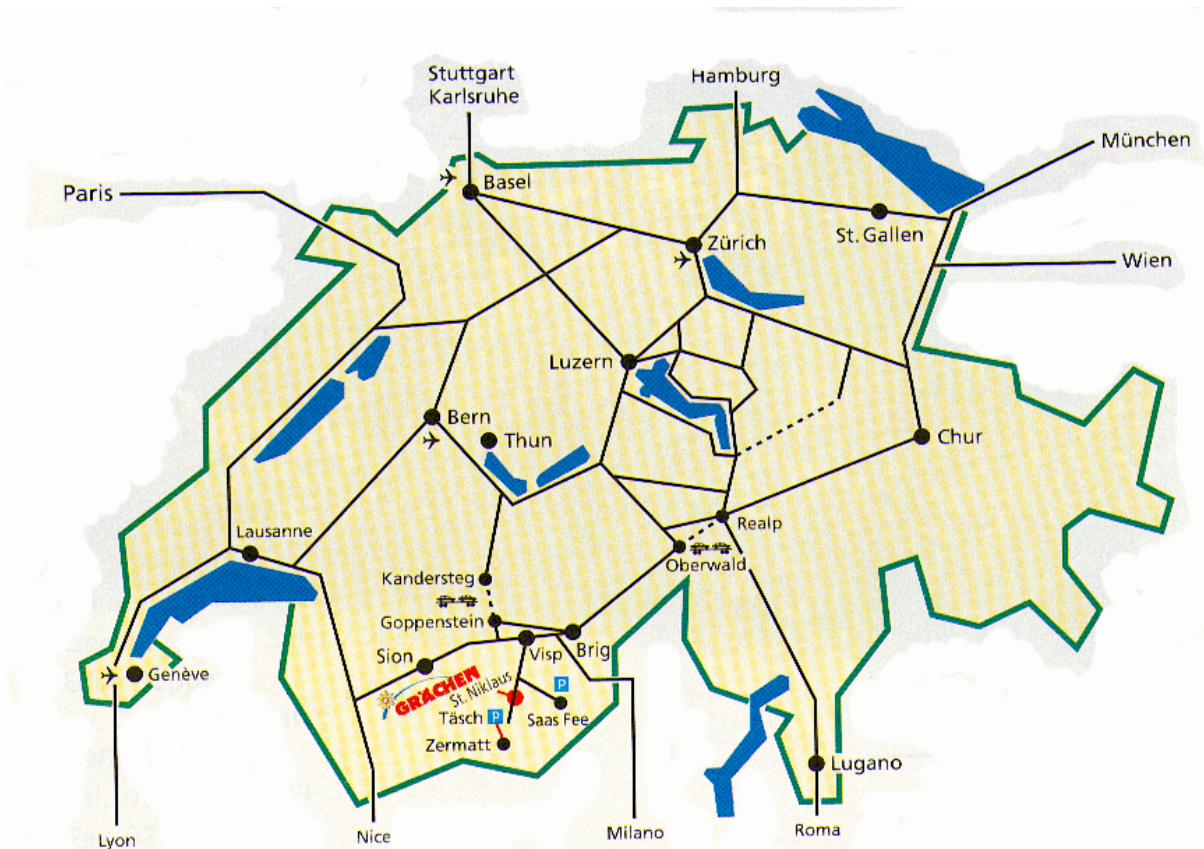 Stuttgart
Karlsruhe
Hamburg
München
Paris
Basel
Zürich
St. Gallen
Wien
Luzern
Bern
Thun
Chur
Lausanne
Realp
Oberwald
Kandersteg
Goppenstein
Visp
Brig
Sion
Genève
GRÄCHEN
St. Niklaus
P
Täsch
P
Saas Fee
Zermatt
Lugano
Lyon
Nice
Milano
Roma